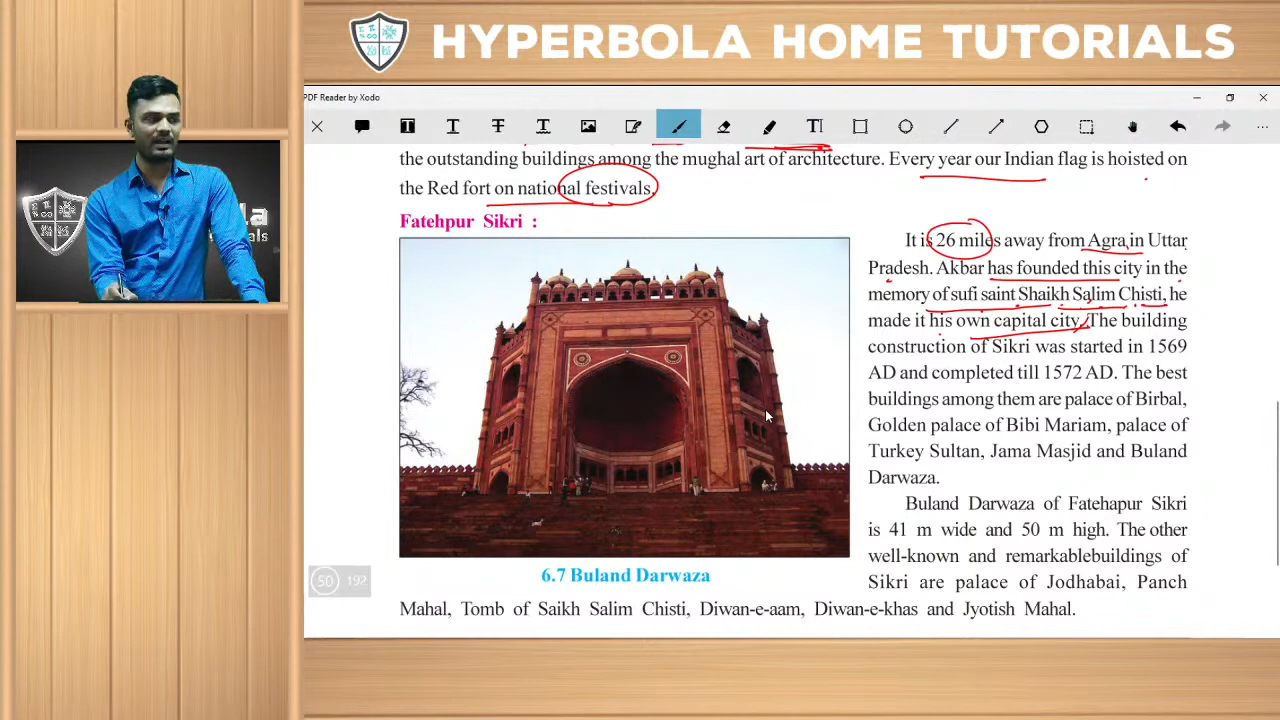 HYPERBOLA HOME TUTORIALS
PDF Reader by Xodo
the outstanding buildings among the mughal art of architecture. Every year our Indian flag is hoisted on
the Red fort on national festivals.
Fatehpur Sikri :
It is 26 miles away from Agra in Uttar
Pradesh. Akbar has founded this city in the
memory of sufi saint Shaikh Salim Chisti, he
made it his own capital city. The building
construction of Sikri was started in 1569
AD and completed till 1572 AD. The best
buildings among them are palace of Birbal,
Golden palace of Bibi Mariam, palace of
Turkey Sultan, Jama Masjid and Buland
Darwaza.
Buland Darwaza of Fatehapur Sikri
is 41 m wide and 50 m high. The other
well-known and remarkablebuildings of
Sikri are palace of Jodhabai, Panch
Mahal, Tomb of Saikh Salim Chisti, Diwan-e-aam, Diwan-e-khas and Jyotish Mahal.
6.7 Buland Darwaza
50 192